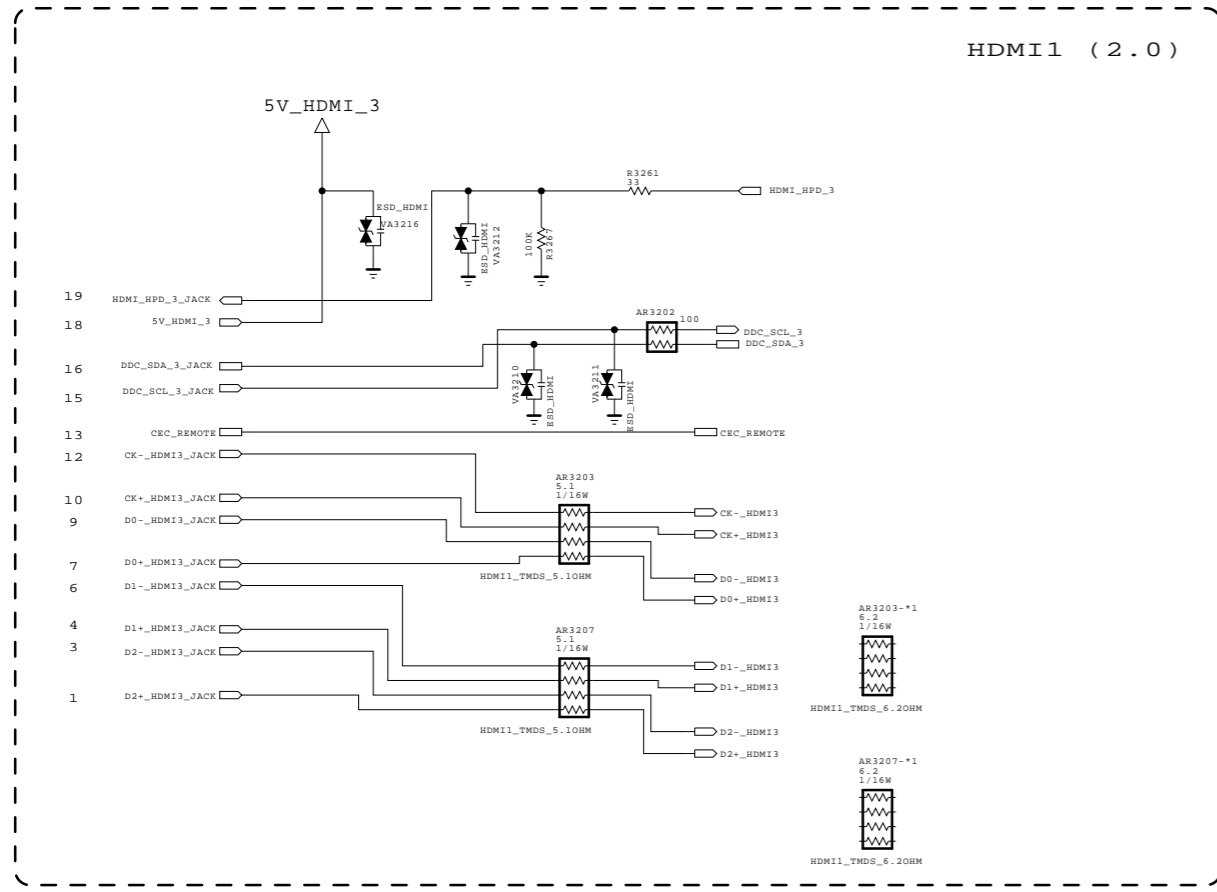 HDMI1 (2.0)
5V_HDMI_3
R3261
33
HDMI_HPD_3
ESD_HDMI
VA3216
ESD_HDMI
VA3212
100K
R3267
19 HDMI_HPD_3_JACK
18 5V_HDMI_3
AR3202
100
DDC_SCL_3
DDC_SDA_3
16 DDC_SDA_3_JACK
15 DDC_SCL_3_JACK
VA3210
ESD_HDMI
VA3211
ESD_HDMI
13 CEC_REMOTE CEC_REMOTE
12 CK-_HDMI3_JACK
AR3203
5.1
1/16W
10 CK+_HDMI3_JACK
CK-_HDMI3
9 D0-_HDMI3_JACK
CK+_HDMI3
7 D0+_HDMI3_JACK
HDMI1_TMDS_5.1OHM
D0-_HDMI3
6 D1-_HDMI3_JACK
D0+_HDMI3
AR3203-*1
6.2
1/16W
4 D1+_HDMI3_JACK
AR3207
5.1
1/16W
3 D2-_HDMI3_JACK
D1-_HDMI3
D1+_HDMI3
1 D2+_HDMI3_JACK
HDMI1_TMDS_6.2OHM
HDMI1_TMDS_5.1OHM
D2-_HDMI3
D2+_HDMI3
AR3207-*1
6.2
1/16W
HDMI1_TMDS_6.2OHM